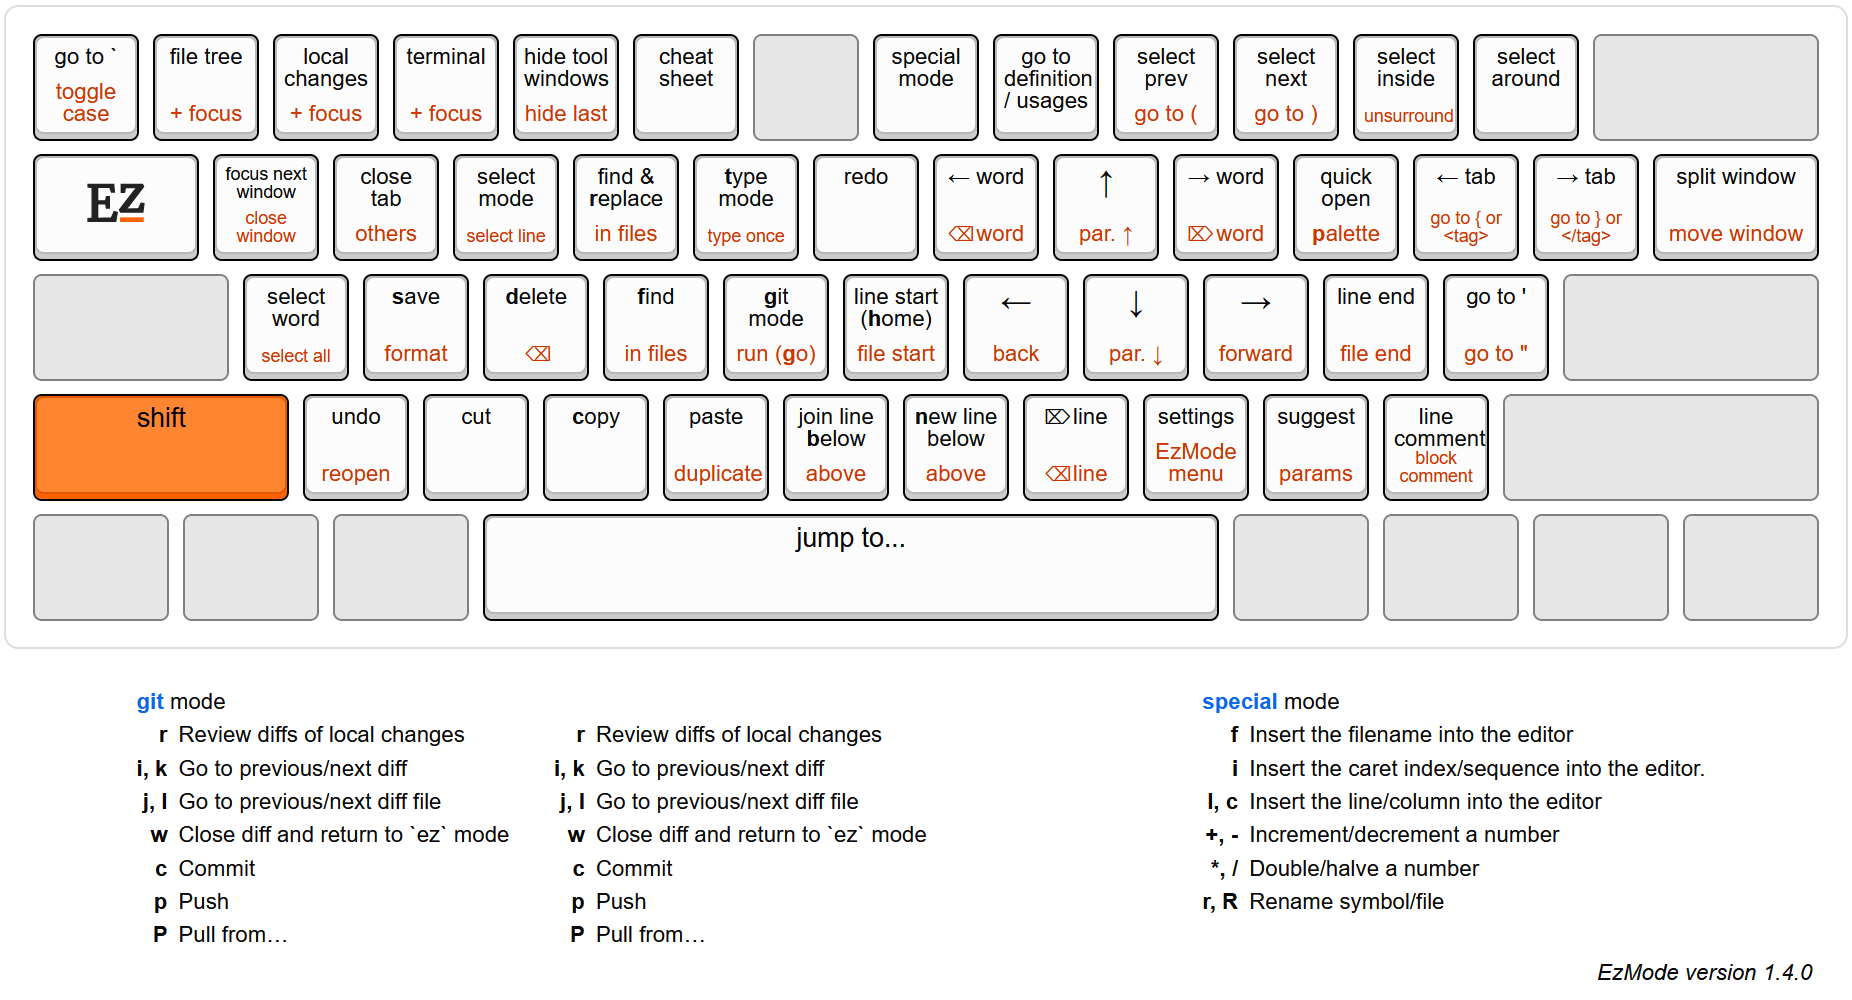 go to `
toggle
case
file tree
+ focus
local
changes
+ focus
terminal
+ focus
hide tool
windows
hide last
cheat
sheet
special
mode
go to
definition
/ usages
select
prev
go to (
select
next
go to )
select
inside
unsurround
select
around
EZ
focus next
window
close
window
close
tab
others
select
mode
select line
find &
replace
in files
type
mode
type once
redo
← word
⌫word
↑
par. ↑
→ word
⌦ word
quick
open
palette
← tab
go to { or
<tag>
→ tab
go to } or
</tag>
split window
move window
select
word
select all
save
format
delete
⌫
find
in files
git
mode
run (go)
line start
(home)
file start
←
back
↓
par. ↓
→
forward
line end
file end
go to '
go to "
shift
undo
reopen
cut
copy
paste
duplicate
join line
below
above
new line
below
above
⌦line
⌫line
settings
EzMode
menu
suggest
params
line
comment
block
comment
jump to...
git mode
r Review diffs of local changes
i, k Go to previous/next diff
j, l Go to previous/next diff file
w Close diff and return to `ez` mode
c Commit
p Push
P Pull from…
r Review diffs of local changes
i, k Go to previous/next diff
j, l Go to previous/next diff file
w Close diff and return to `ez` mode
c Commit
p Push
P Pull from…
special mode
f Insert the filename into the editor
i Insert the caret index/sequence into the editor.
l, c Insert the line/column into the editor
+, - Increment/decrement a number
*, / Double/halve a number
r, R Rename symbol/file
EzMode version 1.4.0